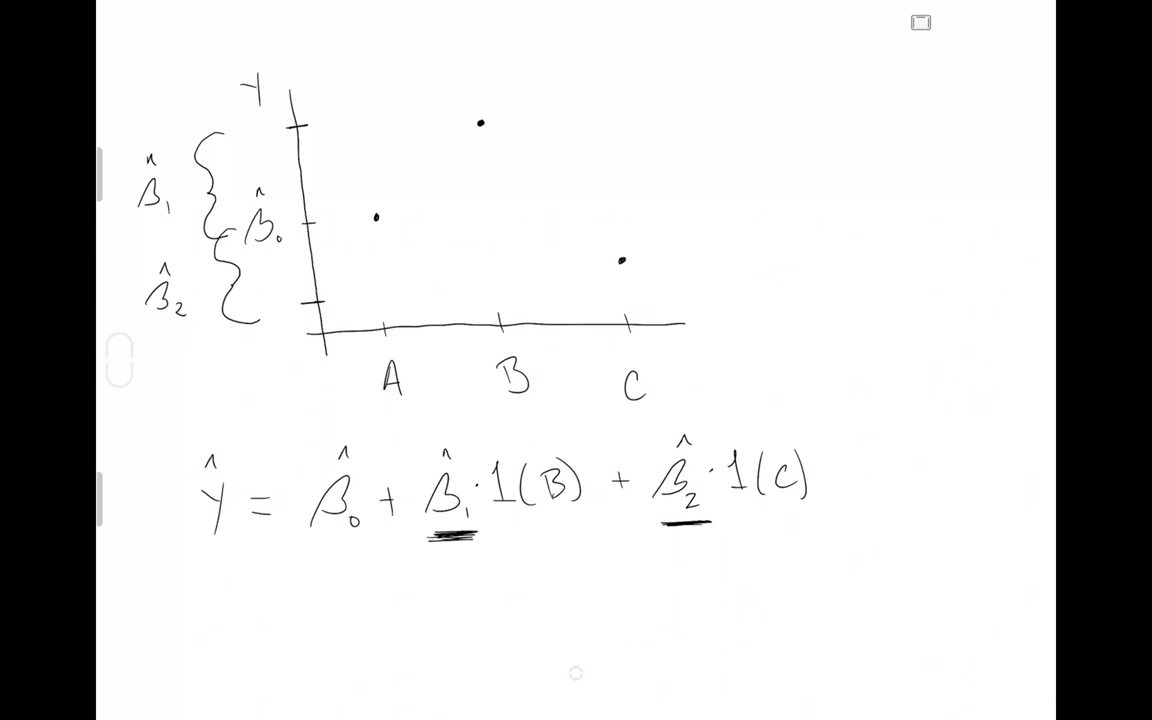 Y
β̂₁
β̂₀
β̂₂
A B C
Ŷ = β̂₀ + β̂₁ · 1(B) + β̂₂ · 1(C)